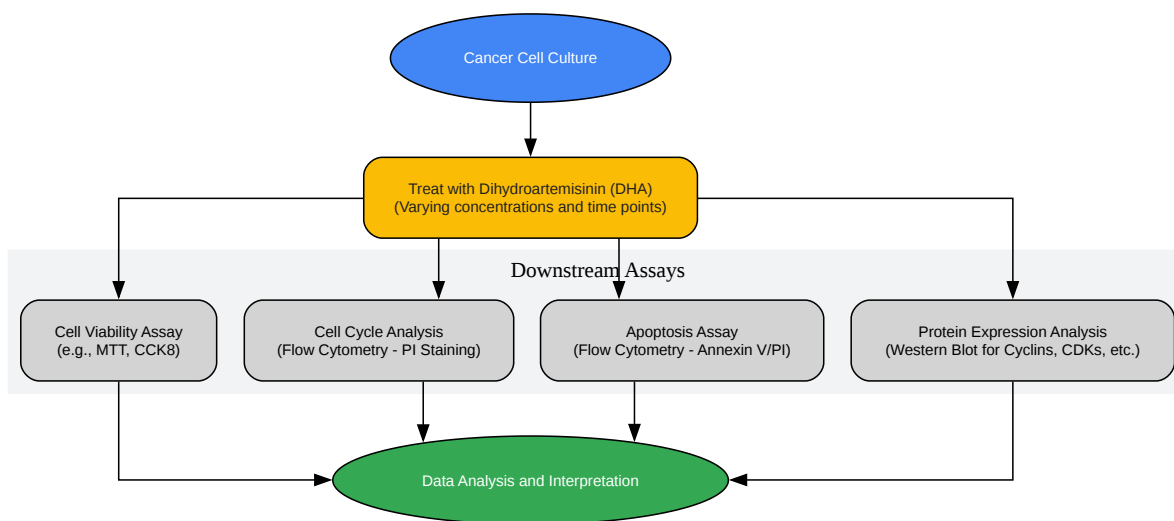 Cancer Cell Culture
Treat with Dihydroartemisinin (DHA)
(Varying concentrations and time points)
Downstream Assays
Cell Viability Assay
(e.g., MTT, CCK8)
Cell Cycle Analysis
(Flow Cytometry - PI Staining)
Apoptosis Assay
(Flow Cytometry - Annexin V/PI)
Protein Expression Analysis
(Western Blot for Cyclins, CDKs, etc.)
Data Analysis and Interpretation